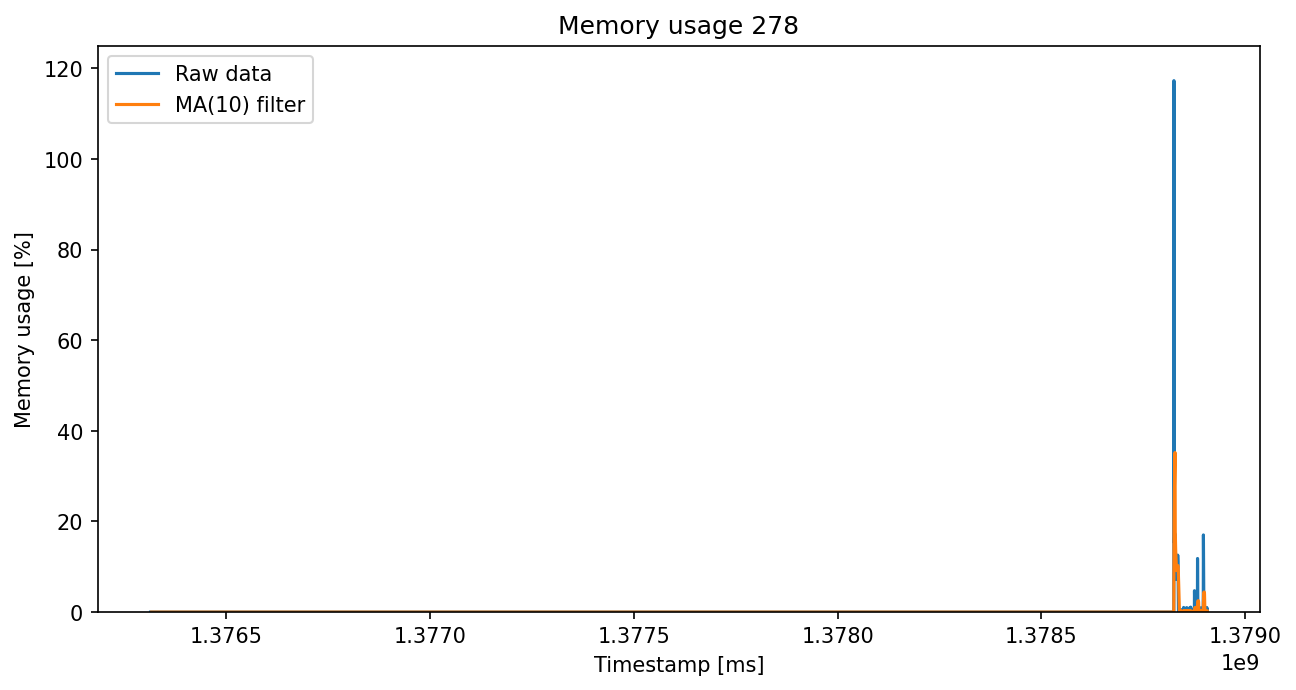 Memory usage 278
Raw data
MA(10) filter
Memory usage [%]
120
100
80
60
40
20
0
1.3765 1.3770 1.3775 1.3780 1.3785 1.3790
1e9
Timestamp [ms]